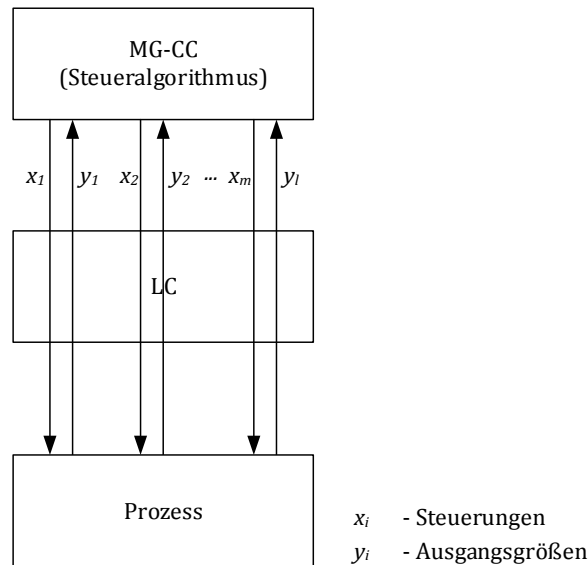 MG-CC
(Steueralgorithmus)
x₁ y₁ x₂ y₂ ... xₘ yₗ
LC
Prozess
xᵢ - Steuerungen
yᵢ - Ausgangsgrößen